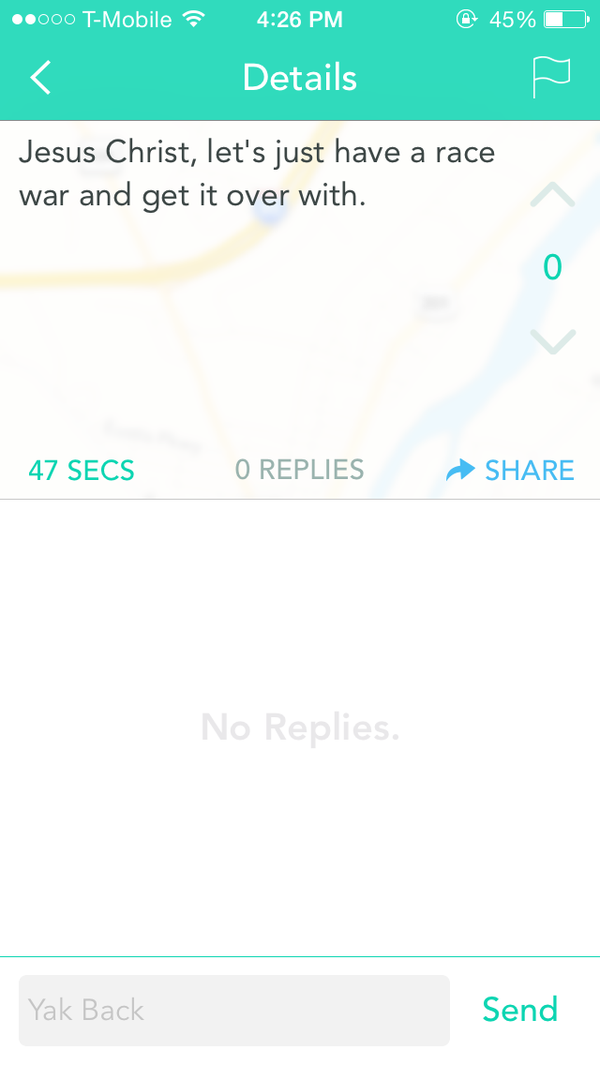 T-Mobile 4:26 PM 45%
Details
Jesus Christ, let's just have a race
war and get it over with.
0
47 SECS 0 REPLIES SHARE
No Replies.
Yak Back Send